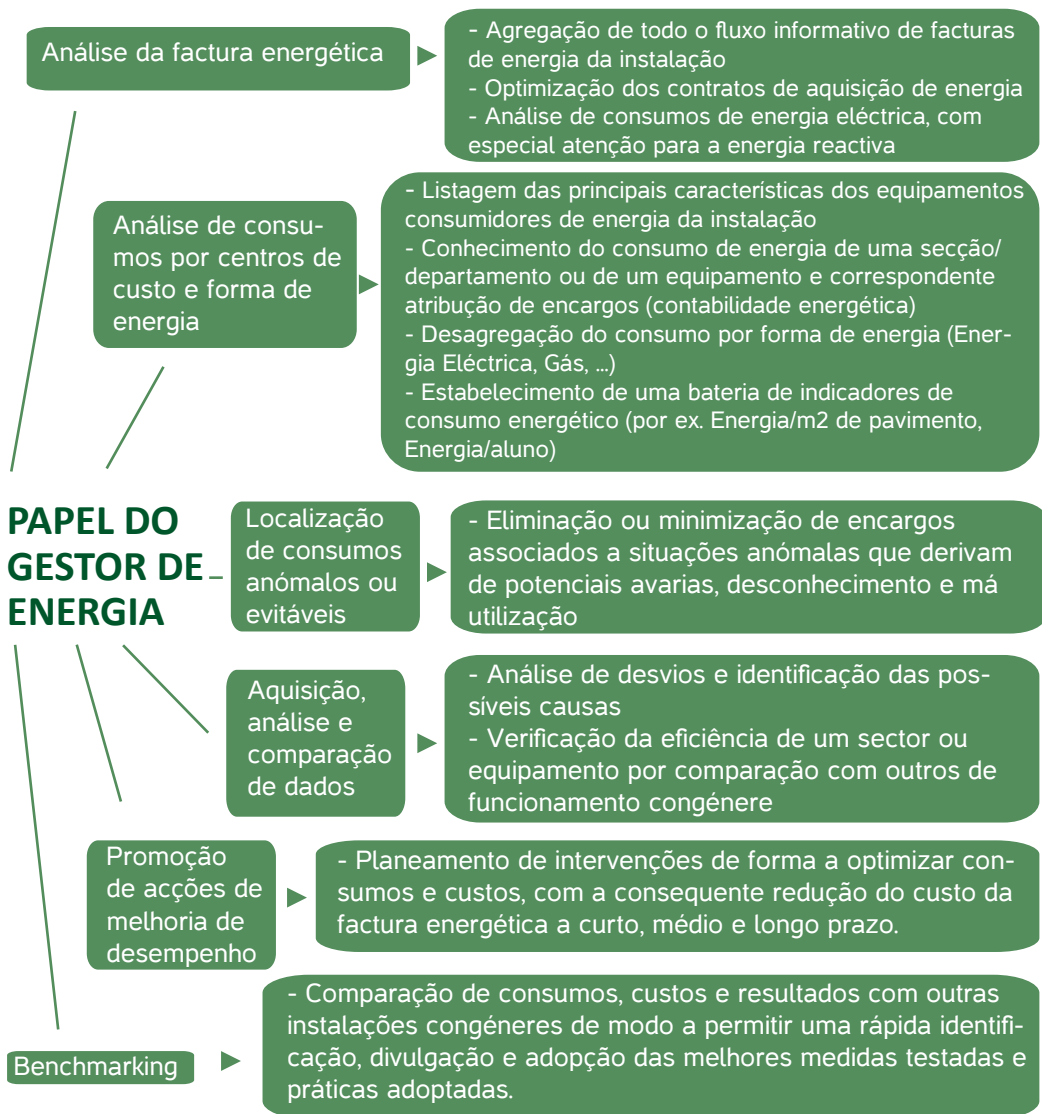 Análise da factura energética
- Agregação de todo o fluxo informativo de facturas
de energia da instalação
- Optimização dos contratos de aquisição de energia
- Análise de consumos de energia eléctrica, com
especial atenção para a energia reactiva
Análise de consu-
mos por centros de
custo e forma de
energia
- Listagem das principais características dos equipamentos
consumidores de energia da instalação
- Conhecimento do consumo de energia de uma secção/
departamento ou de um equipamento e correspondente
atribução de encargos (contabilidade energética)
- Desagregação do consumo por forma de energia (Ener-
gia Eléctrica, Gás, ...)
- Estabelecimento de uma bateria de indicadores de
consumo energético (por ex. Energia/m2 de pavimento,
Energia/aluno)
PAPEL DO
GESTOR DE
ENERGIA
Localização
de consumos
anómalos ou
evitáveis
- Eliminação ou minimização de encargos
associados a situações anómalas que derivam
de potenciais avarias, desconhecimento e má
utilização
Aquisição,
análise e
comparação
de dados
- Análise de desvios e identificação das pos-
síveis causas
- Verificação da eficiência de um sector ou
equipamento por comparação com outros de
funcionamento congénere
Promoção
de acções de
melhoria de
desempenho
- Planeamento de intervenções de forma a optimizar con-
sumos e custos, com a consequente redução do custo da
factura energética a curto, médio e longo prazo.
Benchmarking
- Comparação de consumos, custos e resultados com outras
instalações congéneres de modo a permitir uma rápida identifi-
cação, divulgação e adopção das melhores medidas testadas e
práticas adoptadas.